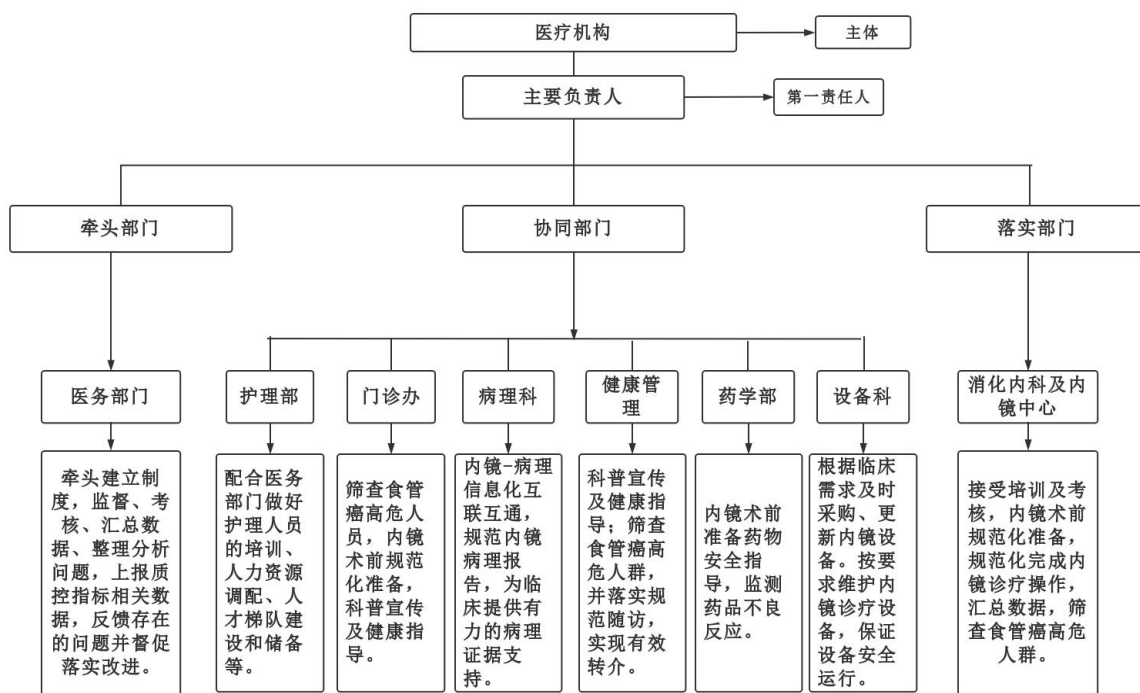 医疗机构
主体
主要负责人
第一责任人
牵头部门
协同部门
落实部门
医务部门
护理部
门诊办
病理科
健康管
理
药学部
设备科
消化内科及内
镜中心
牵头建立制
度，监督、考
核、汇总数
据、整理分析
问题，上报质
控指标相关数
据，反馈存在
的问题并督促
落实改进。
配合医务
部门做好
护理人员
的培训、
人力资源
调配、人
才梯队建
设和储备
等。
筛查食管
癌高危人
员，内镜
术前规范
化准备，
科普宣传
及健康指
导。
内镜-病理
信息化互
联互通，
规范内镜
病理报
告，为临
床提供有
力的病理
证据支
持。
科普宣传
及健康指
导；筛查
食管癌高
危人群，
并落实规
范随访，
实现有效
转介。
内镜术前
准备药物
安全指
导，监测
药品不良
反应。
根据临床
需求及时
采购、更
新内镜设
备。按要
求维护内
镜诊疗设
备，保证
设备安全
运行。
接受培训及考
核，内镜术前
规范化准备，
规范化完成内
镜诊疗操作，
汇总数据，筛
查食管癌高危
人群。